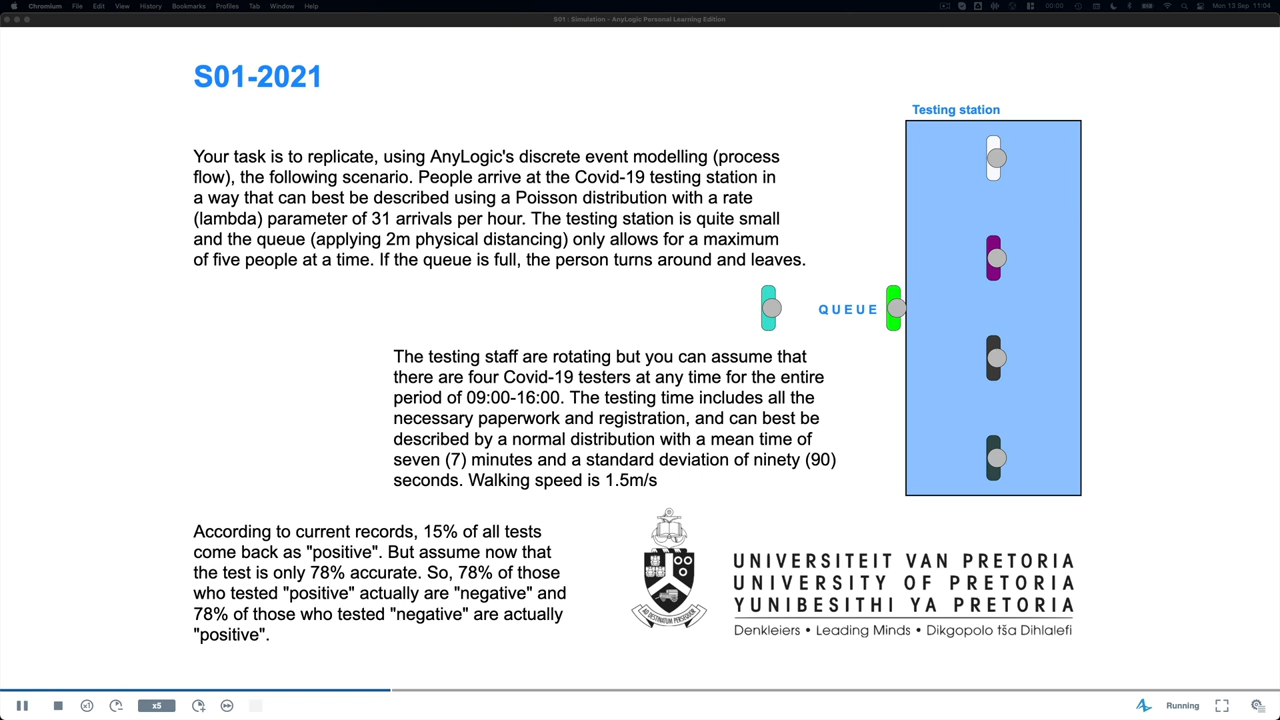 Chromium File Edit View History Bookmarks Profiles Tab Window Help 00:00 Mon 13 Sep 11:04
S01 : Simulation - AnyLogic Personal Learning Edition
S01-2021
Testing station
Your task is to replicate, using AnyLogic's discrete event modelling (process
flow), the following scenario. People arrive at the Covid-19 testing station in
a way that can best be described using a Poisson distribution with a rate
(lambda) parameter of 31 arrivals per hour. The testing station is quite small
and the queue (applying 2m physical distancing) only allows for a maximum
of five people at a time. If the queue is full, the person turns around and leaves.
QUEUE
The testing staff are rotating but you can assume that
there are four Covid-19 testers at any time for the entire
period of 09:00-16:00. The testing time includes all the
necessary paperwork and registration, and can best be
described by a normal distribution with a mean time of
seven (7) minutes and a standard deviation of ninety (90)
seconds. Walking speed is 1.5m/s
According to current records, 15% of all tests
come back as "positive". But assume now that
the test is only 78% accurate. So, 78% of those
who tested "positive" actually are "negative" and
78% of those who tested "negative" are actually
"positive".
UNIVERSITEIT VAN PRETORIA
UNIVERSITY OF PRETORIA
YUNIBESITHI YA PRETORIA
Denkleiers • Leading Minds • Dikgopolo tša Dihlalefi
x1 x5 Running